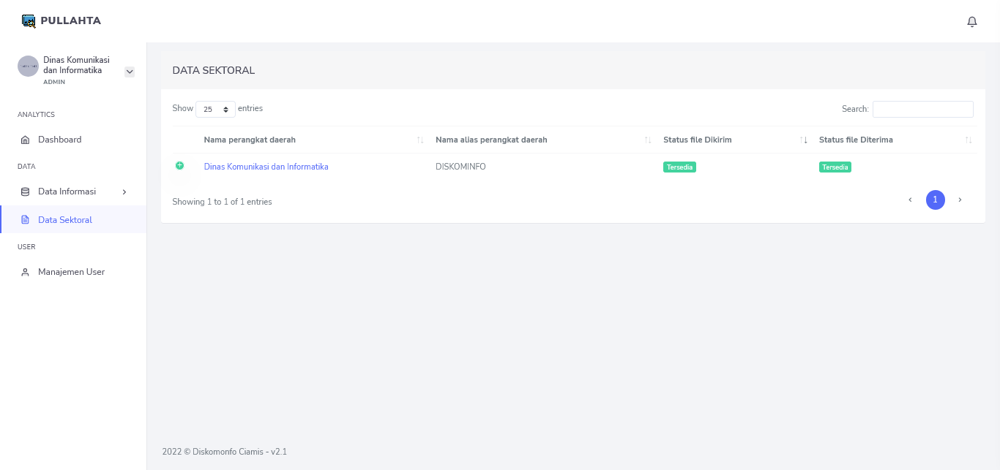 PULLAHTA
Dinas Komunikasi
dan Informatika
ADMIN
ANALYTICS
Dashboard
DATA
Data Informasi
Data Sektoral
USER
Manajemen User
DATA SEKTORAL
Show 25 entries
Search:
Nama perangkat daerah Nama alias perangkat daerah Status file Dikirim Status file Diterima
Dinas Komunikasi dan Informatika DISKOMINFO Tersedia Tersedia
Showing 1 to 1 of 1 entries
1
2022 © Diskomonfo Ciamis - v2.1